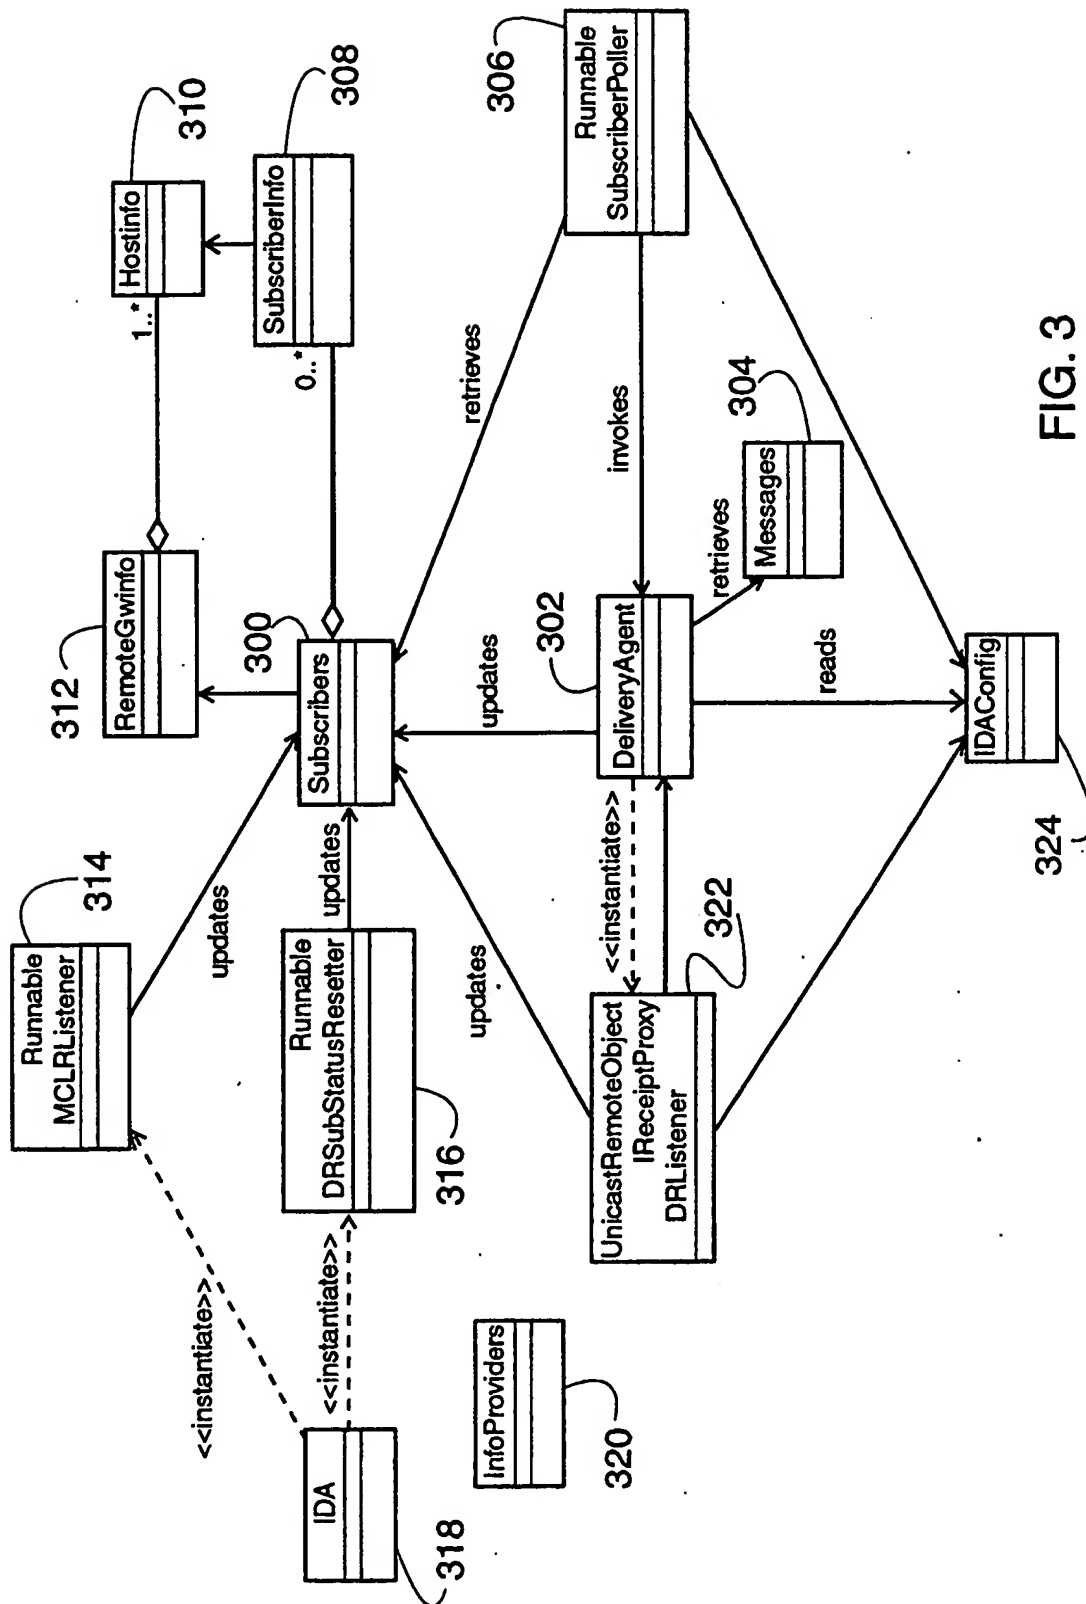 310
Hostinfo
1..*
308
SubscriberInfo
0..*
306
Runnable
SubscriberPoller
312
RemoteGwinfo
300
Subscribers
retrieves
invokes
304
Messages
retrieves
302
DeliveryAgent
updates
reads
IDAConfig
324
314
Runnable
MCLRListener
updates
Runnable
DRSubStatusResetter
updates
316
updates
<<instantiate>>
322
UnicastRemoteObject
IReceiptProxy
DRListener
<<instantiate>>
<<instantiate>>
IDA
318
InfoProviders
320
FIG. 3